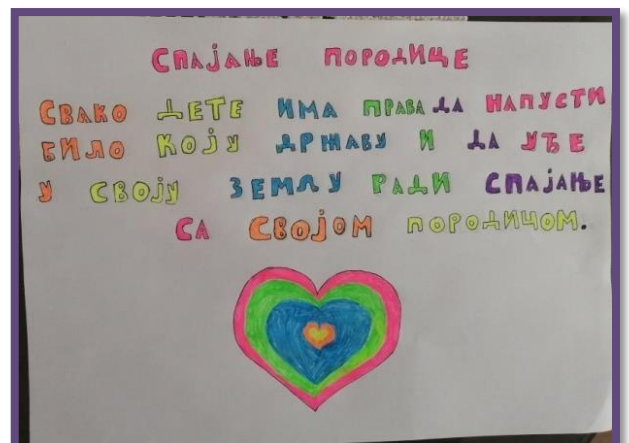 СПАЈАЊЕ ПОРОДИЦЕ
СВАКО ДЕТЕ ИМА ПРАВА ДА НАПУСТИ
БИЛО КОЈУ ДРЖАВУ И ДА УЂЕ
У СВОЈУ ЗЕМЉУ РАДИ СПАЈАЊЕ
СА СВОЈОМ ПОРОДИЦОМ.